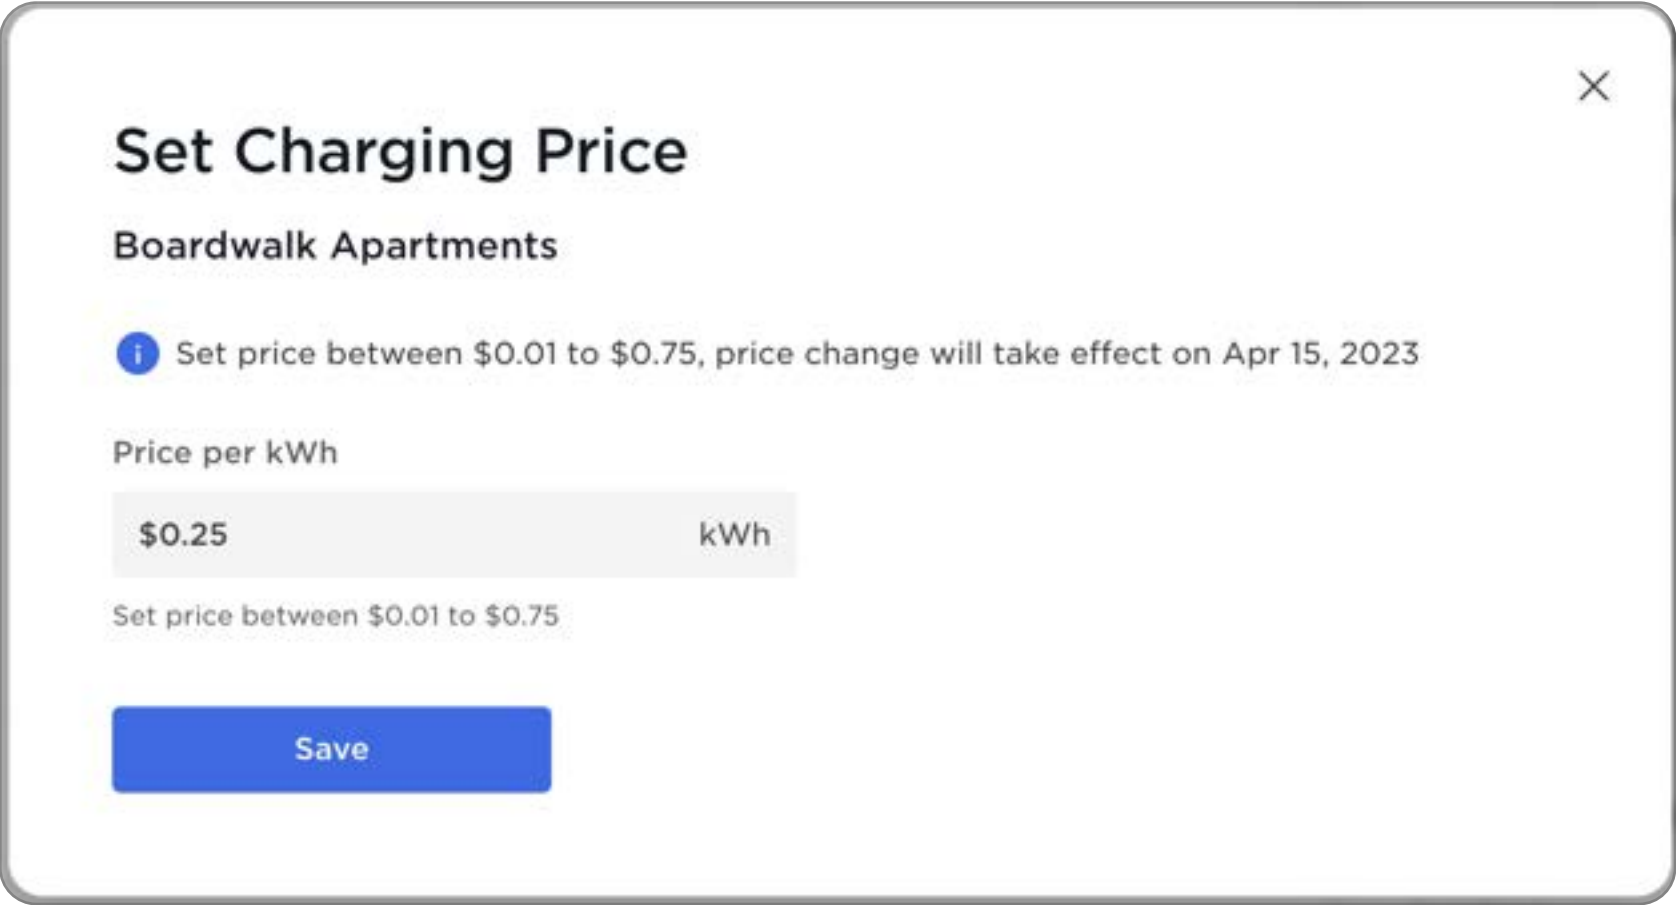 Set Charging Price
Boardwalk Apartments
i Set price between $0.01 to $0.75, price change will take effect on Apr 15, 2023
Price per kWh
$0.25 kWh
Set price between $0.01 to $0.75
Save